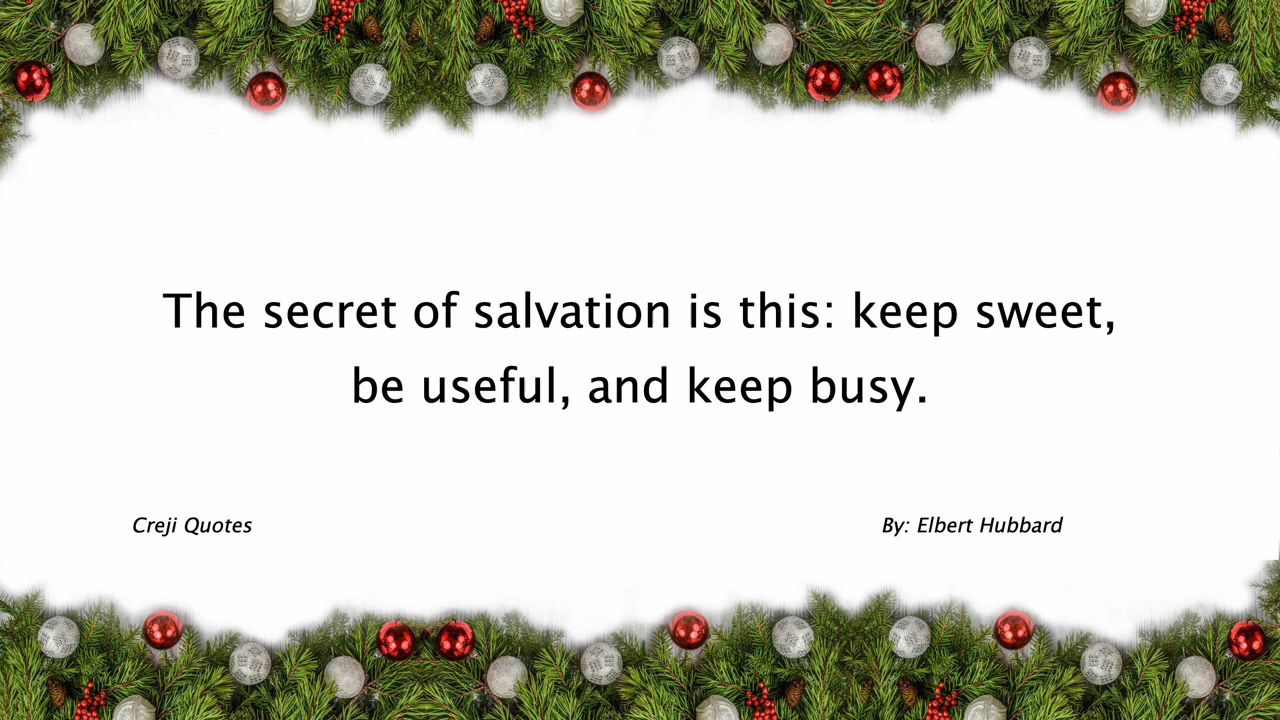 The secret of salvation is this: keep sweet,
be useful, and keep busy.
Creji Quotes
By: Elbert Hubbard